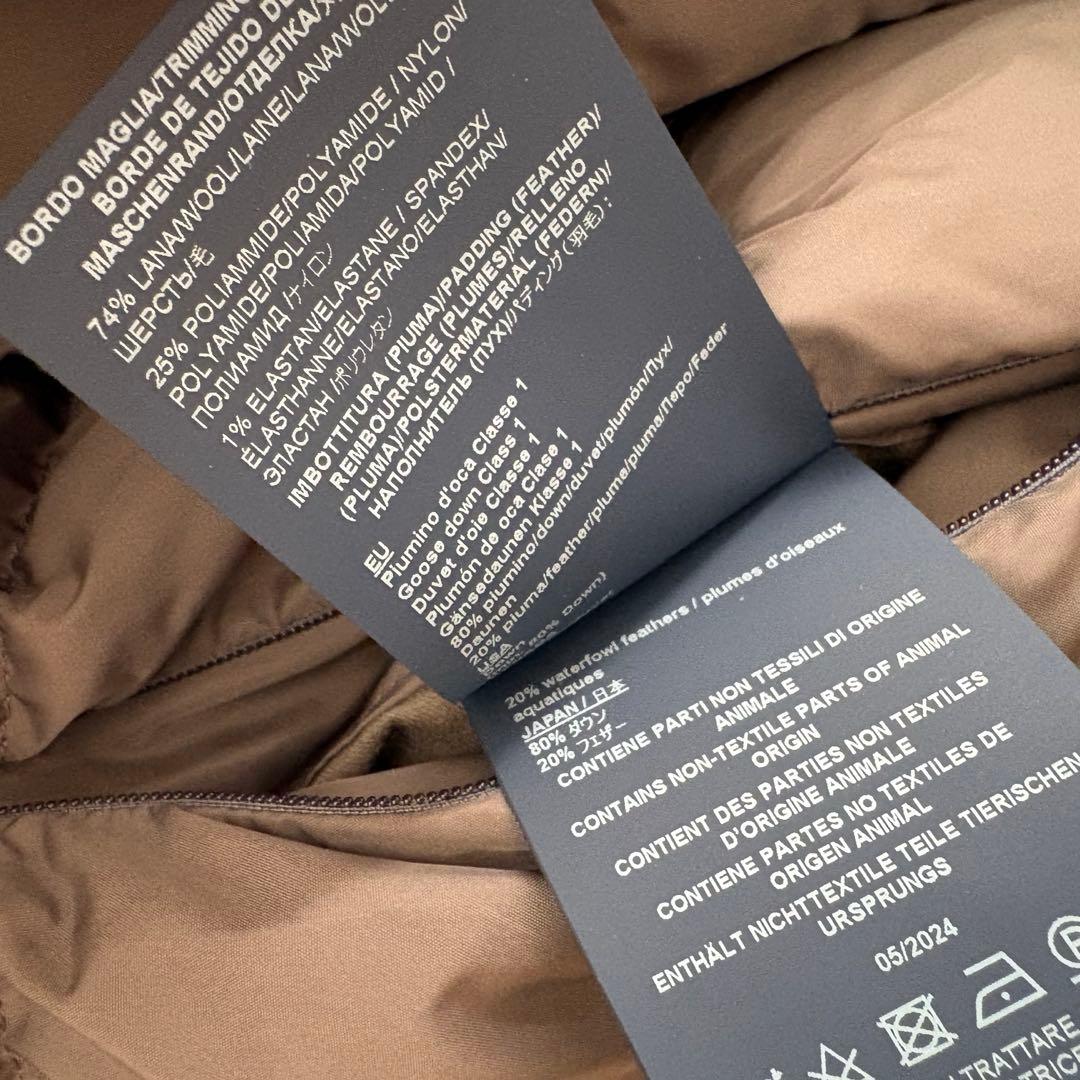 BORDO MAGLIA/TRIMMING
BORDE DE TEJIDO DE
MASCHENRAND/ОТДЕЛКА/
74% LANA/WOOL/LAINE/LANA/WOLLE
ШЕРСТЬ/毛
25% POLIAMMIDE/POLYAMIDE / NYLON/
POLYAMIDE/POLIAMIDA/POLYAMID /
ПОЛИАМИД /ナイロン
1% ELASTAN/ELASTANE / SPANDEX/
ÉLASTHANNE/ELASTANO/ELASTHAN/
ЭЛАСТАН /ポリウレタン
IMBOTTITURA (PIUMA)/PADDING (FEATHER)/
REMBOURRAGE (PLUMES)/RELLENO
(PLUMA)/POLSTERMATERIAL (FEDERN)/
НАПОЛНИТЕЛЬ (ПУХ)/パディング(羽毛):
EU
Piumino d'oca Classe 1
Goose down Class 1
Duvet d'oie Classe 1
Plumón de oca Clase 1
Gänsedaunen Klasse 1
80% piumino/down/duvet/plumón/Пух/
Daunen
20% piuma/feather/plume/pluma/Перо/Feder
USA
20% waterfowl feathers / plumes d'oiseaux
aquatiques
JAPAN / 日本
80% ダウン
20% フェザー
CONTIENE PARTI NON TESSILI DI ORIGINE
ANIMALE
CONTAINS NON-TEXTILE PARTS OF ANIMAL
ORIGIN
CONTIENT DES PARTIES NON TEXTILES
D'ORIGINE ANIMALE
CONTIENE PARTES NO TEXTILES DE
ORIGEN ANIMAL
ENTHÄLT NICHTTEXTILE TEILE TIERISCHEN
URSPRUNGS
05/2024
TRATTARE